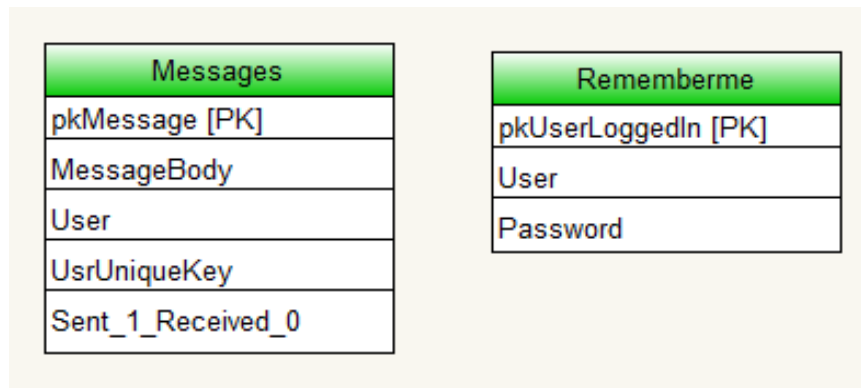 Messages
pkMessage [PK]
MessageBody
User
UsrUniqueKey
Sent_1_Received_0
Rememberme
pkUserLoggedIn [PK]
User
Password